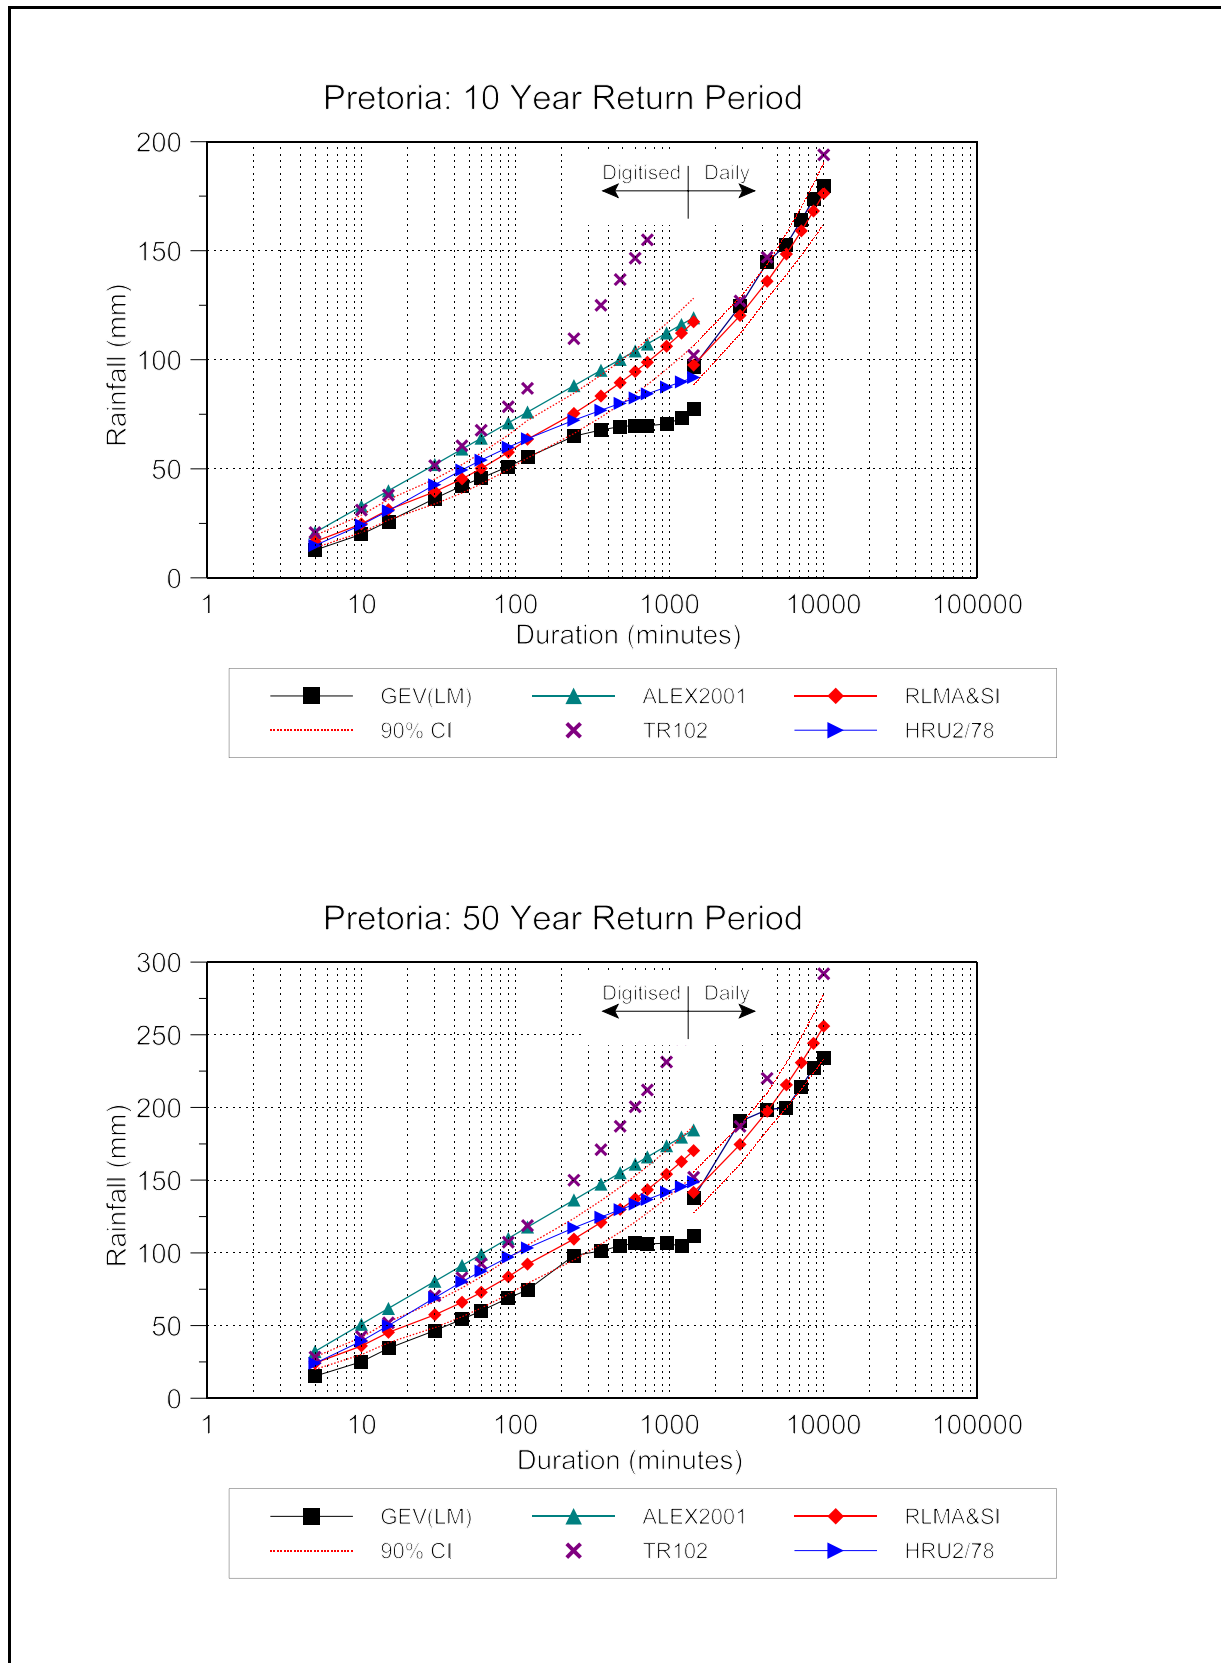 Pretoria: 10 Year Return Period
200
150
100
50
0
Rainfall (mm)
Digitised
Daily
1 10 100 1000 10000 100000
Duration (minutes)
GEV(LM) ALEX2001 RLMA&SI
90% CI TR102 HRU2/78
Pretoria: 50 Year Return Period
300
250
200
150
100
50
0
Rainfall (mm)
Digitised
Daily
1 10 100 1000 10000 100000
Duration (minutes)
GEV(LM) ALEX2001 RLMA&SI
90% CI TR102 HRU2/78